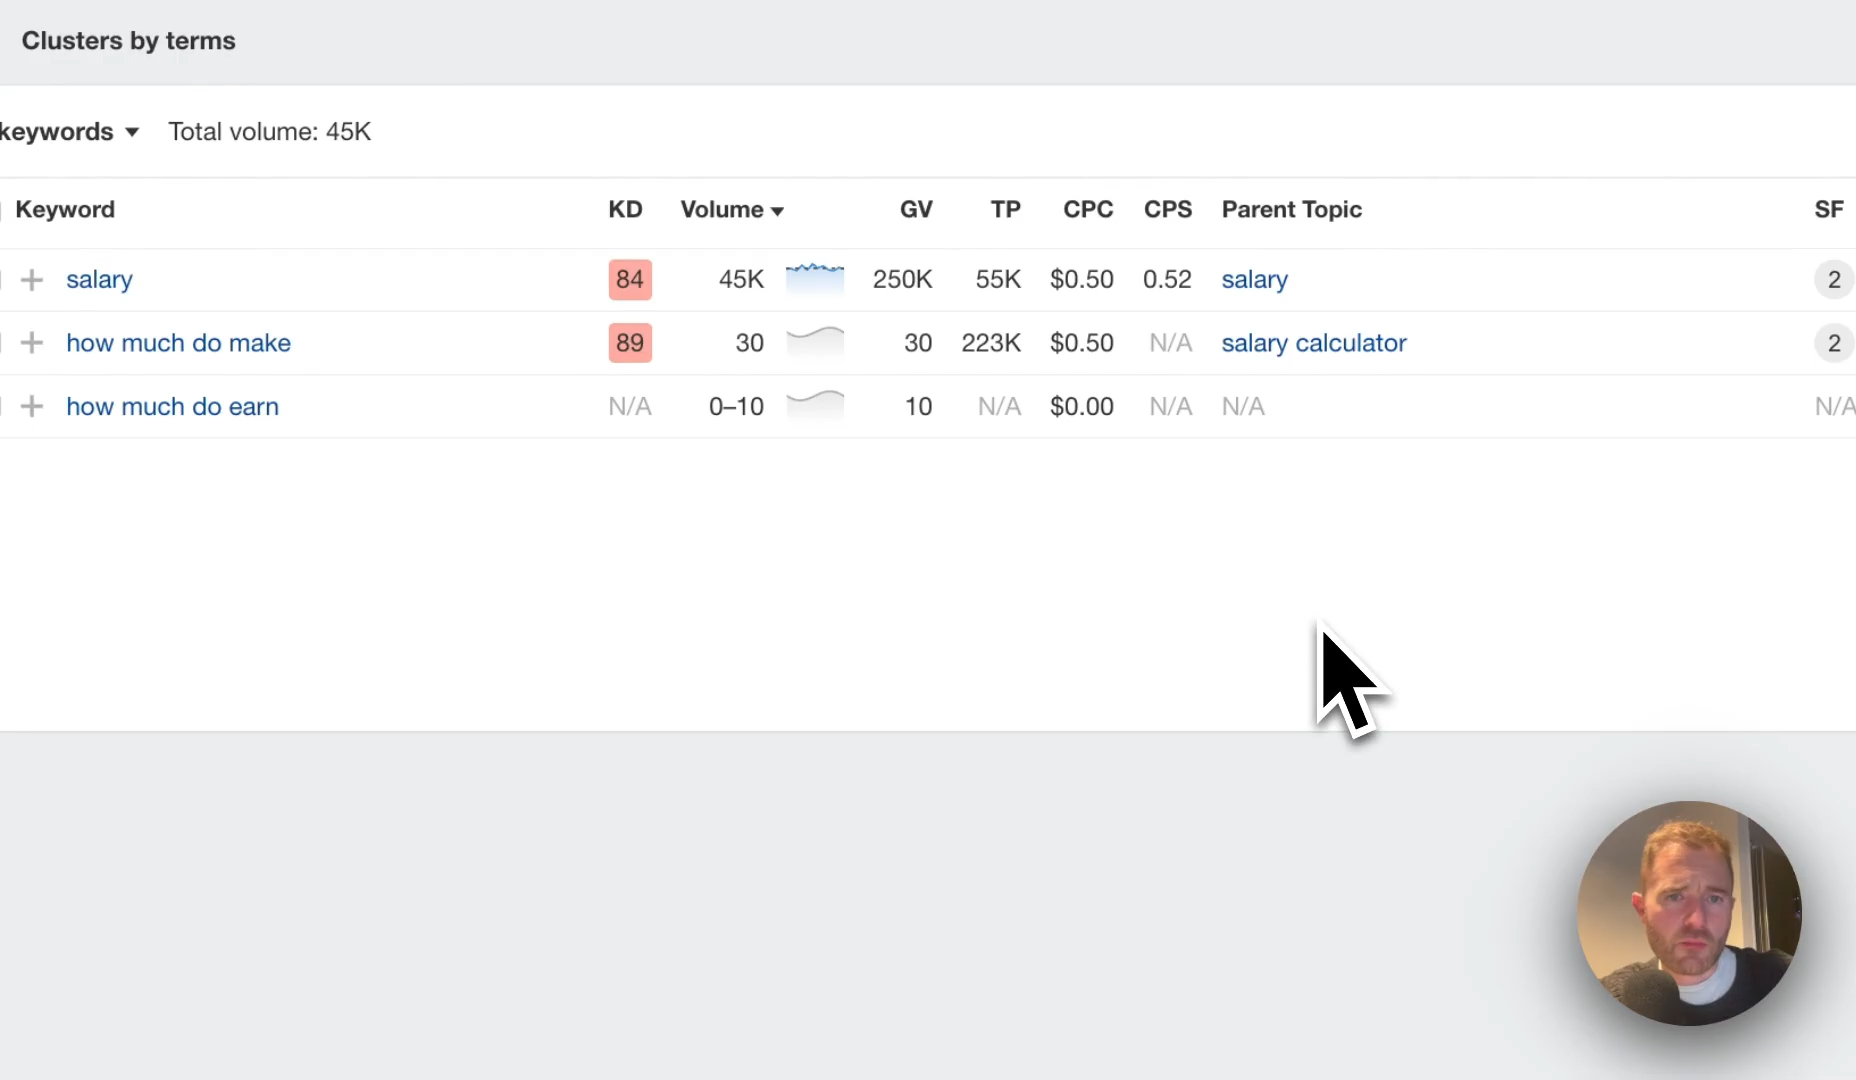 Clusters by terms
keywords Total volume: 45K
Keyword KD Volume GV TP CPC CPS Parent Topic SF
salary 84 45K 250K 55K $0.50 0.52 salary 2
how much do make 89 30 30 223K $0.50 N/A salary calculator 2
how much do earn N/A 0–10 10 N/A $0.00 N/A N/A N/A